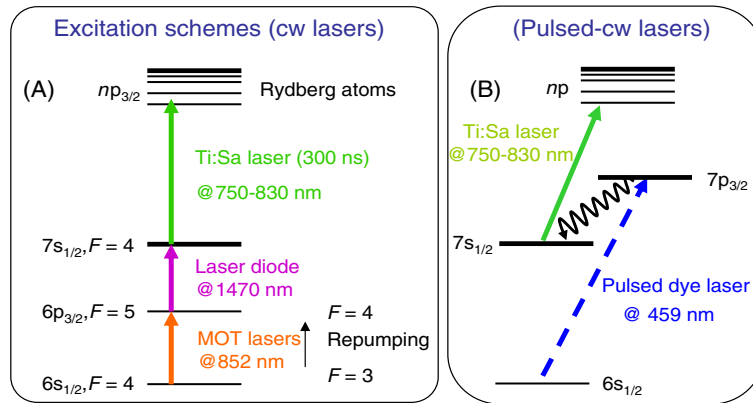 Excitation schemes (cw lasers)
(A)
np3/2
Rydberg atoms
Ti:Sa laser (300 ns)
@750-830 nm
7s1/2,F = 4
Laser diode
@1470 nm
6p3/2,F = 5
F = 4
MOT lasers
@852 nm
Repumping
F = 3
6s1/2,F = 4
(Pulsed-cw lasers)
(B)
np
Ti:Sa laser
@750-830 nm
7p3/2
7s1/2
Pulsed dye laser
@ 459 nm
6s1/2